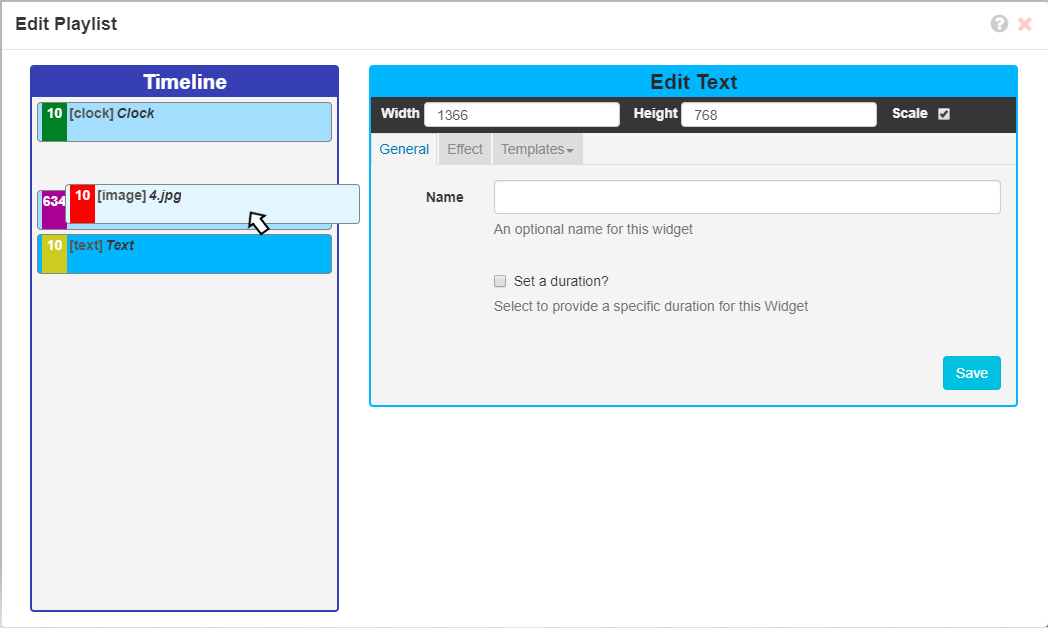 Edit Playlist
Timeline
10 [clock] Clock
634
10 [image] 4.jpg
10 [text] Text
Edit Text
Width 1366 Height 768 Scale
General Effect Templates
Name
An optional name for this widget
Set a duration?
Select to provide a specific duration for this Widget
Save